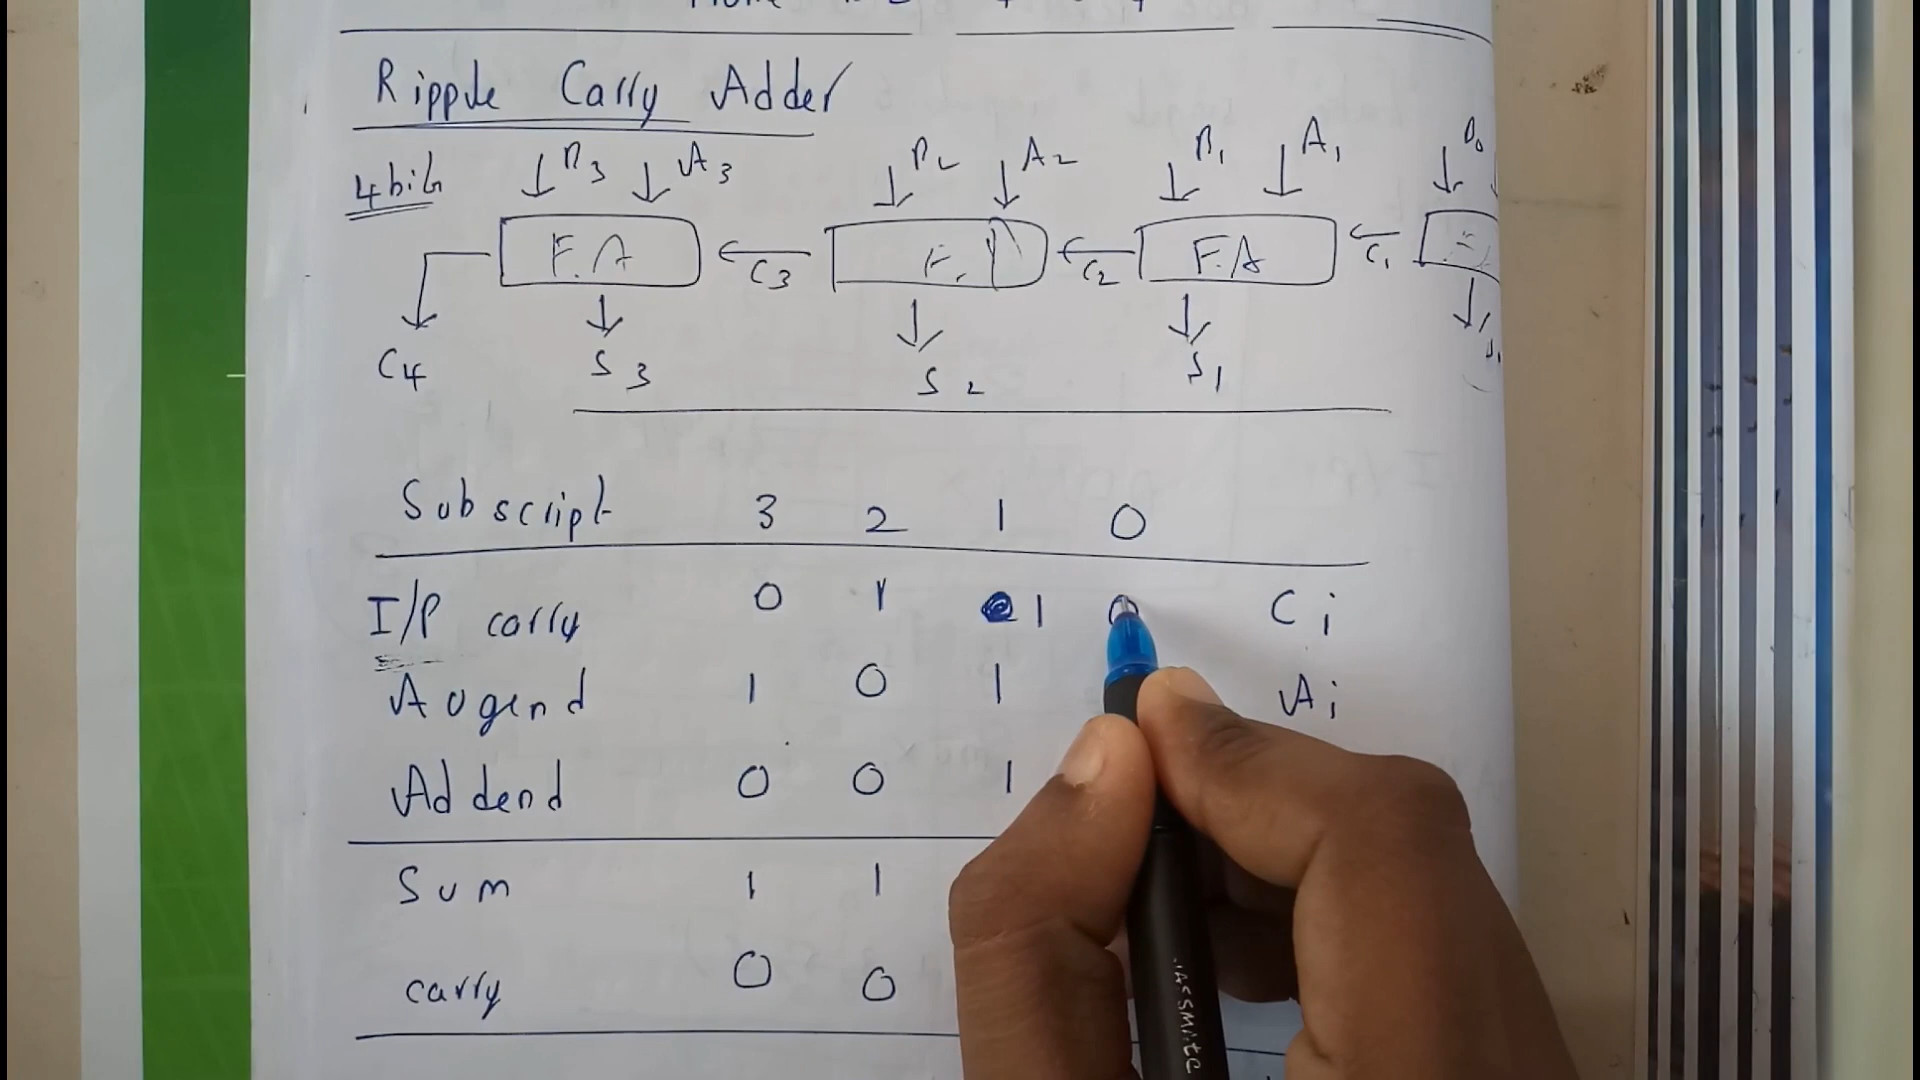 Ripple Carry Adder
4bit B3 A3 B2 A2 B1 A1 B0
F.A C3 F. C2 F.A C1
C4 S3 S2 S1
Subscript 3 2 1 0
I/P carry 0 1 1 0 Ci
Augend 1 0 1 Ai
Addend 0 0 1
Sum 1 1
carry 0 0